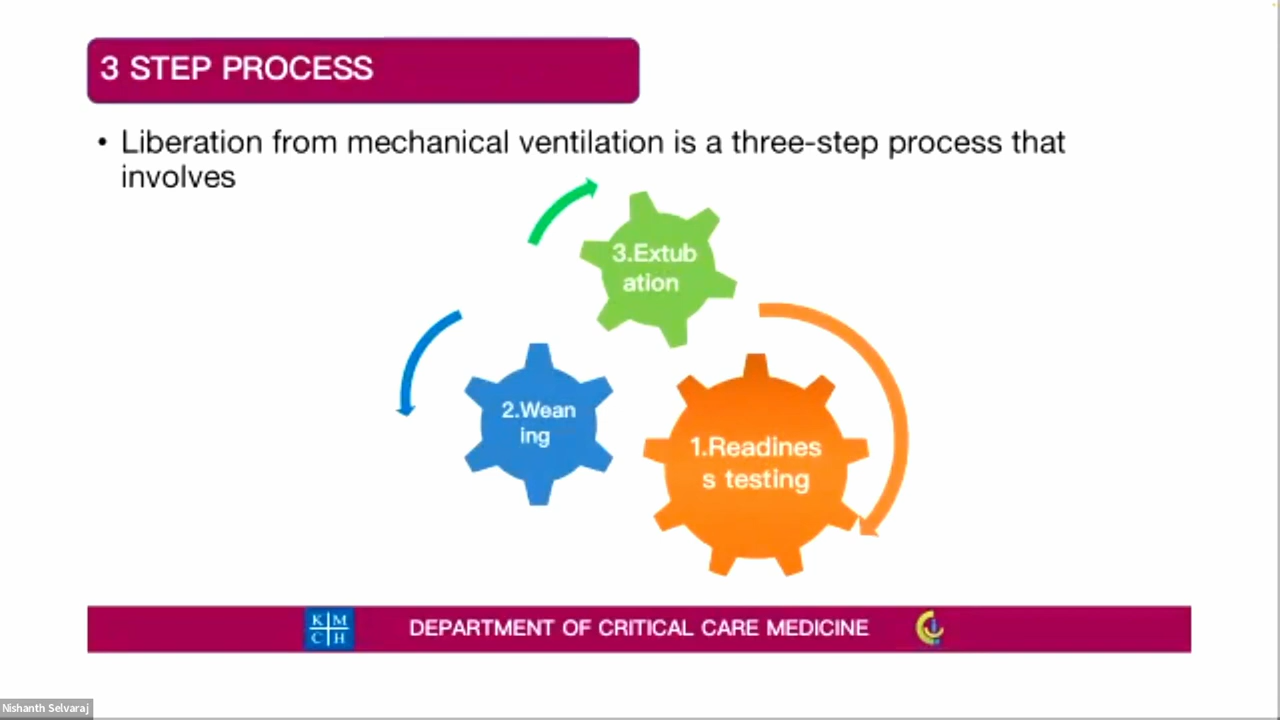 3 STEP PROCESS
• Liberation from mechanical ventilation is a three-step process that
involves
3.Extub
ation
2.Wean
ing
1.Readines
s testing
K M
C H
DEPARTMENT OF CRITICAL CARE MEDICINE
Nishanth Selvaraj